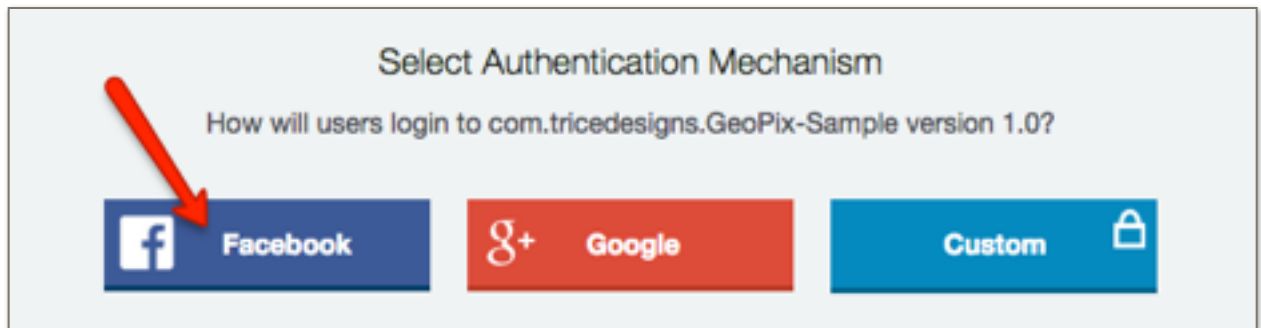 Select Authentication Mechanism
How will users login to com.tricedesigns.GeoPix-Sample version 1.0?
f Facebook
g+ Google
Custom